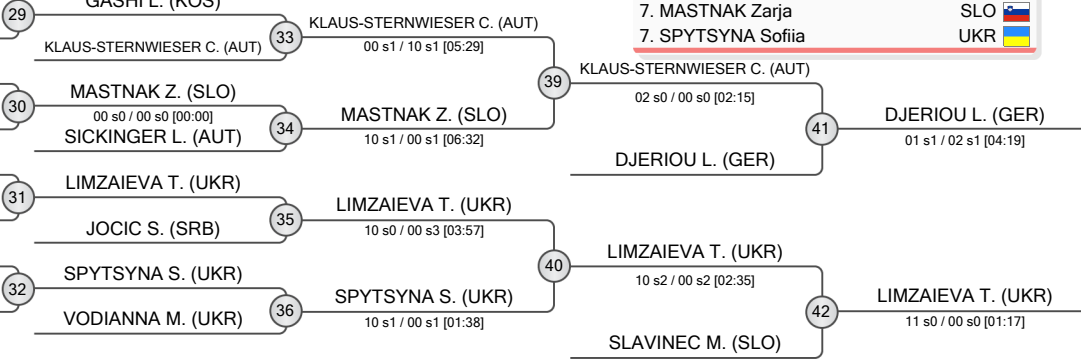 GASHI L. (KOS)
29
KLAUS-STERNWIESER C. (AUT)
33
KLAUS-STERNWIESER C. (AUT)
00 s1 / 10 s1 [05:29]
30
MASTNAK Z. (SLO)
00 s0 / 00 s0 [00:00]
SICKINGER L. (AUT)
34
MASTNAK Z. (SLO)
10 s1 / 00 s1 [06:32]
39
KLAUS-STERNWIESER C. (AUT)
02 s0 / 00 s0 [02:15]
DJERIOU L. (GER)
41
DJERIOU L. (GER)
01 s1 / 02 s1 [04:19]
31
LIMZAIEVA T. (UKR)
JOCIC S. (SRB)
35
LIMZAIEVA T. (UKR)
10 s0 / 00 s3 [03:57]
32
SPYTSYNA S. (UKR)
VODIANNA M. (UKR)
36
SPYTSYNA S. (UKR)
10 s1 / 00 s1 [01:38]
40
LIMZAIEVA T. (UKR)
10 s2 / 00 s2 [02:35]
SLAVINEC M. (SLO)
42
LIMZAIEVA T. (UKR)
11 s0 / 00 s0 [01:17]
7. MASTNAK Zarja SLO
7. SPYTSYNA Sofiia UKR